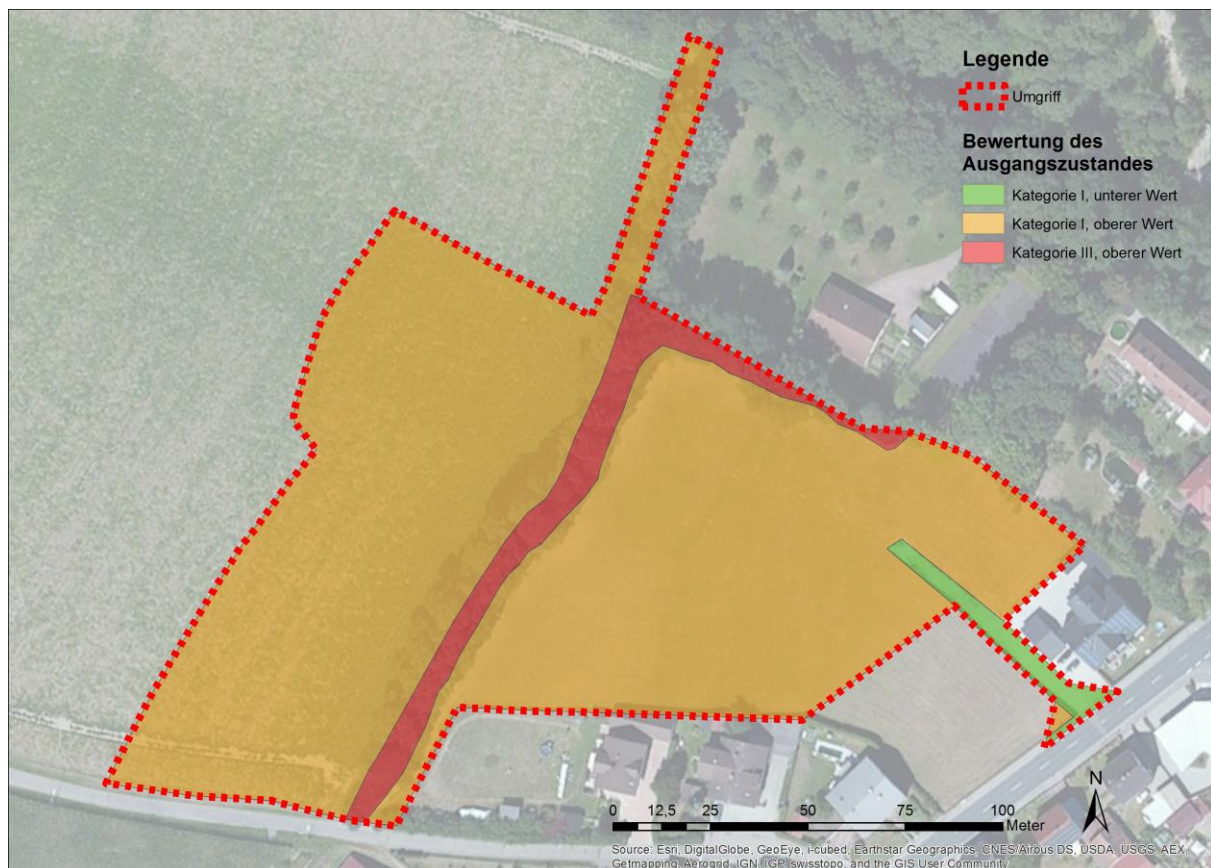 Legende
Umgriff
Bewertung des
Ausgangszustandes
Kategorie I, unterer Wert
Kategorie I, oberer Wert
Kategorie III, oberer Wert
N
0 12,5 25 50 75 100
Meter
Source: Esri, DigitalGlobe, GeoEye, i-cubed, Earthstar Geographics, CNES/Airbus DS, USDA, USGS, AEX,
Getmapping, Aerogrid, IGN, IGP, swisstopo, and the GIS User Community